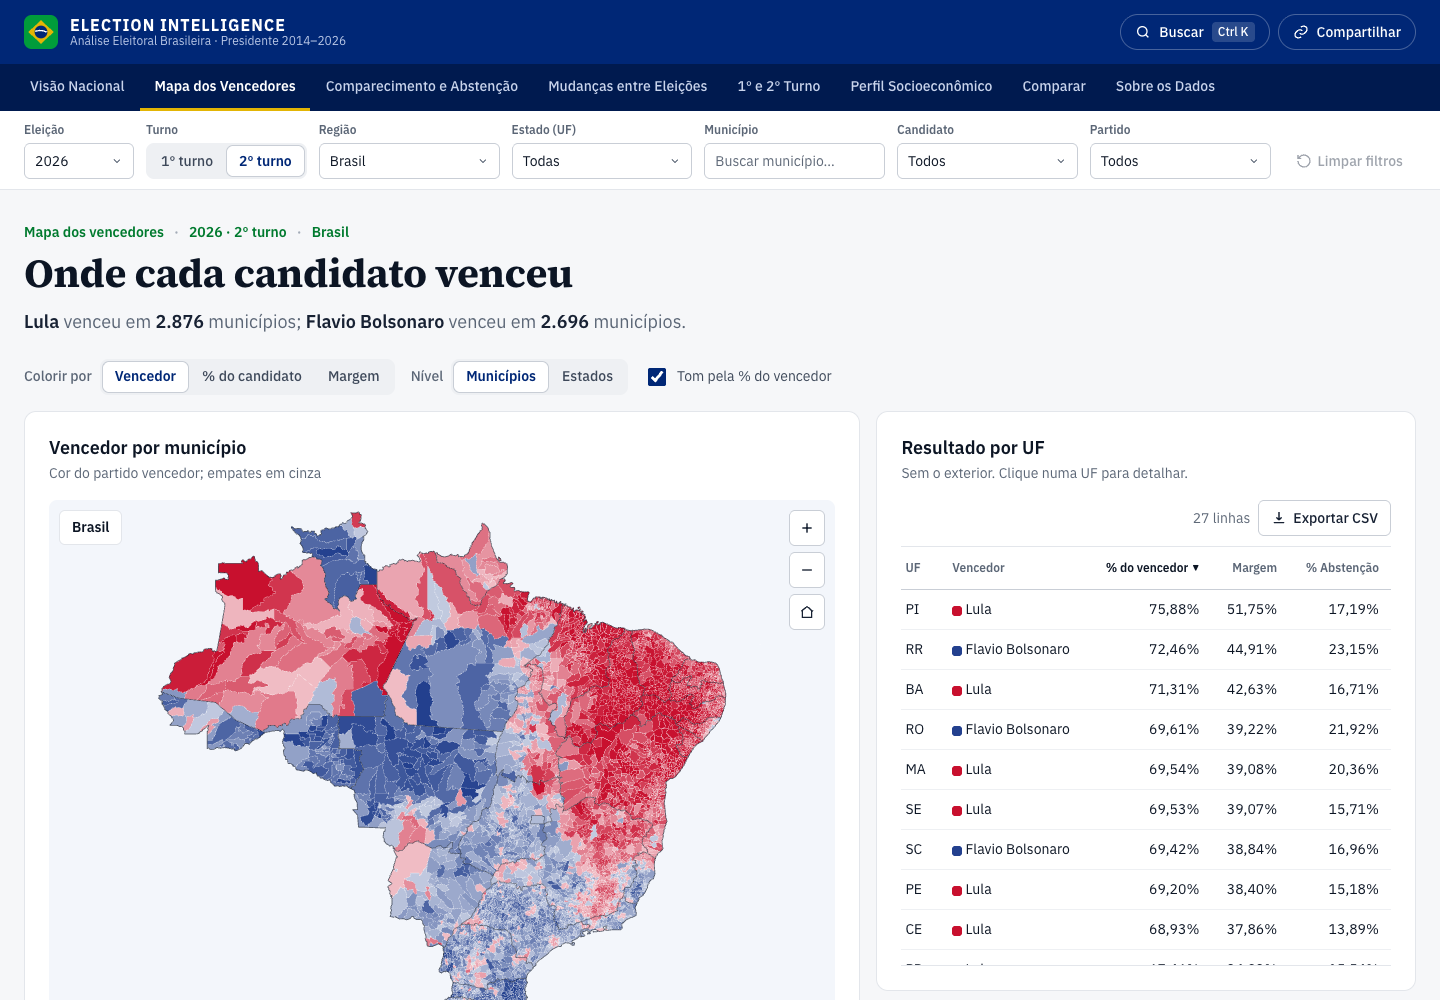 ELECTION INTELLIGENCE
Análise Eleitoral Brasileira · Presidente 2014–2026
Buscar Ctrl K
Compartilhar
Visão Nacional
Mapa dos Vencedores
Comparecimento e Abstenção
Mudanças entre Eleições
1º e 2º Turno
Perfil Socioeconômico
Comparar
Sobre os Dados
Eleição
Turno
Região
Estado (UF)
Município
Candidato
Partido
2026
1º turno
2º turno
Brasil
Todas
Buscar município...
Todos
Todos
Limpar filtros
Mapa dos vencedores · 2026 · 2º turno · Brasil
Onde cada candidato venceu
Lula venceu em 2.876 municípios; Flavio Bolsonaro venceu em 2.696 municípios.
Colorir por
Vencedor
% do candidato
Margem
Nível
Municípios
Estados
Tom pela % do vencedor
Vencedor por município
Cor do partido vencedor; empates em cinza
Brasil
+
−
Resultado por UF
Sem o exterior. Clique numa UF para detalhar.
27 linhas
Exportar CSV
UF Vencedor % do vencedor ▼ Margem % Abstenção
PI Lula 75,88% 51,75% 17,19%
RR Flavio Bolsonaro 72,46% 44,91% 23,15%
BA Lula 71,31% 42,63% 16,71%
RO Flavio Bolsonaro 69,61% 39,22% 21,92%
MA Lula 69,54% 39,08% 20,36%
SE Lula 69,53% 39,07% 15,71%
SC Flavio Bolsonaro 69,42% 38,84% 16,96%
PE Lula 69,20% 38,40% 15,18%
CE Lula 68,93% 37,86% 13,89%